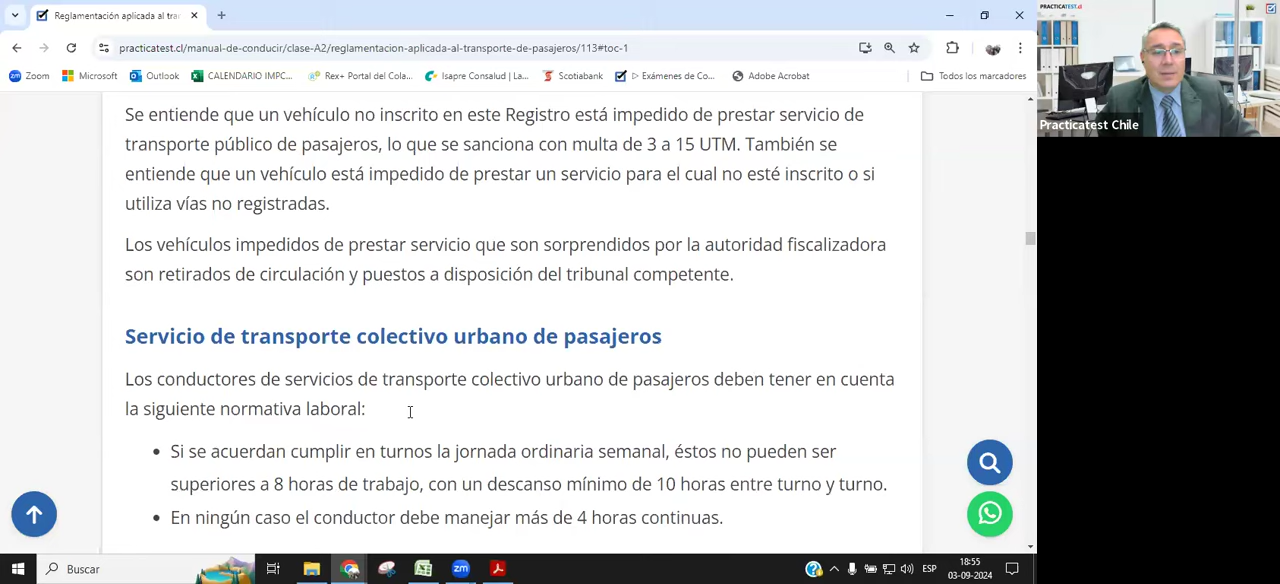 Reglamentación aplicada al tra
practicatest.cl/manual-de-conducir/clase-A2/reglamentacion-aplicada-al-transporte-de-pasajeros/113#toc-1
Zoom Microsoft Outlook CALENDARIO IMPC... Rex+ Portal del Cola... Isapre Consalud | La... Scotiabank ▷ Exámenes de Co... Adobe Acrobat Todos los marcadores
PRACTICATEST.cl
Practicatest Chile
Se entiende que un vehículo no inscrito en este Registro está impedido de prestar servicio de
transporte público de pasajeros, lo que se sanciona con multa de 3 a 15 UTM. También se
entiende que un vehículo está impedido de prestar un servicio para el cual no esté inscrito o si
utiliza vías no registradas.
Los vehículos impedidos de prestar servicio que son sorprendidos por la autoridad fiscalizadora
son retirados de circulación y puestos a disposición del tribunal competente.
Servicio de transporte colectivo urbano de pasajeros
Los conductores de servicios de transporte colectivo urbano de pasajeros deben tener en cuenta
la siguiente normativa laboral:
• Si se acuerdan cumplir en turnos la jornada ordinaria semanal, éstos no pueden ser
superiores a 8 horas de trabajo, con un descanso mínimo de 10 horas entre turno y turno.
• En ningún caso el conductor debe manejar más de 4 horas continuas.
Buscar
zm
ESP
18:55
03-09-2024